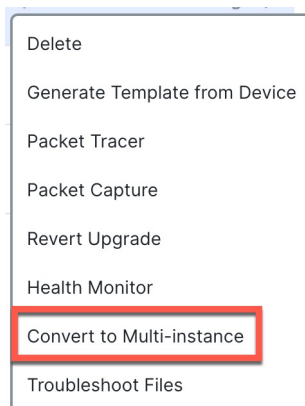 Delete
Generate Template from Device
Packet Tracer
Packet Capture
Revert Upgrade
Health Monitor
Convert to Multi-instance
Troubleshoot Files